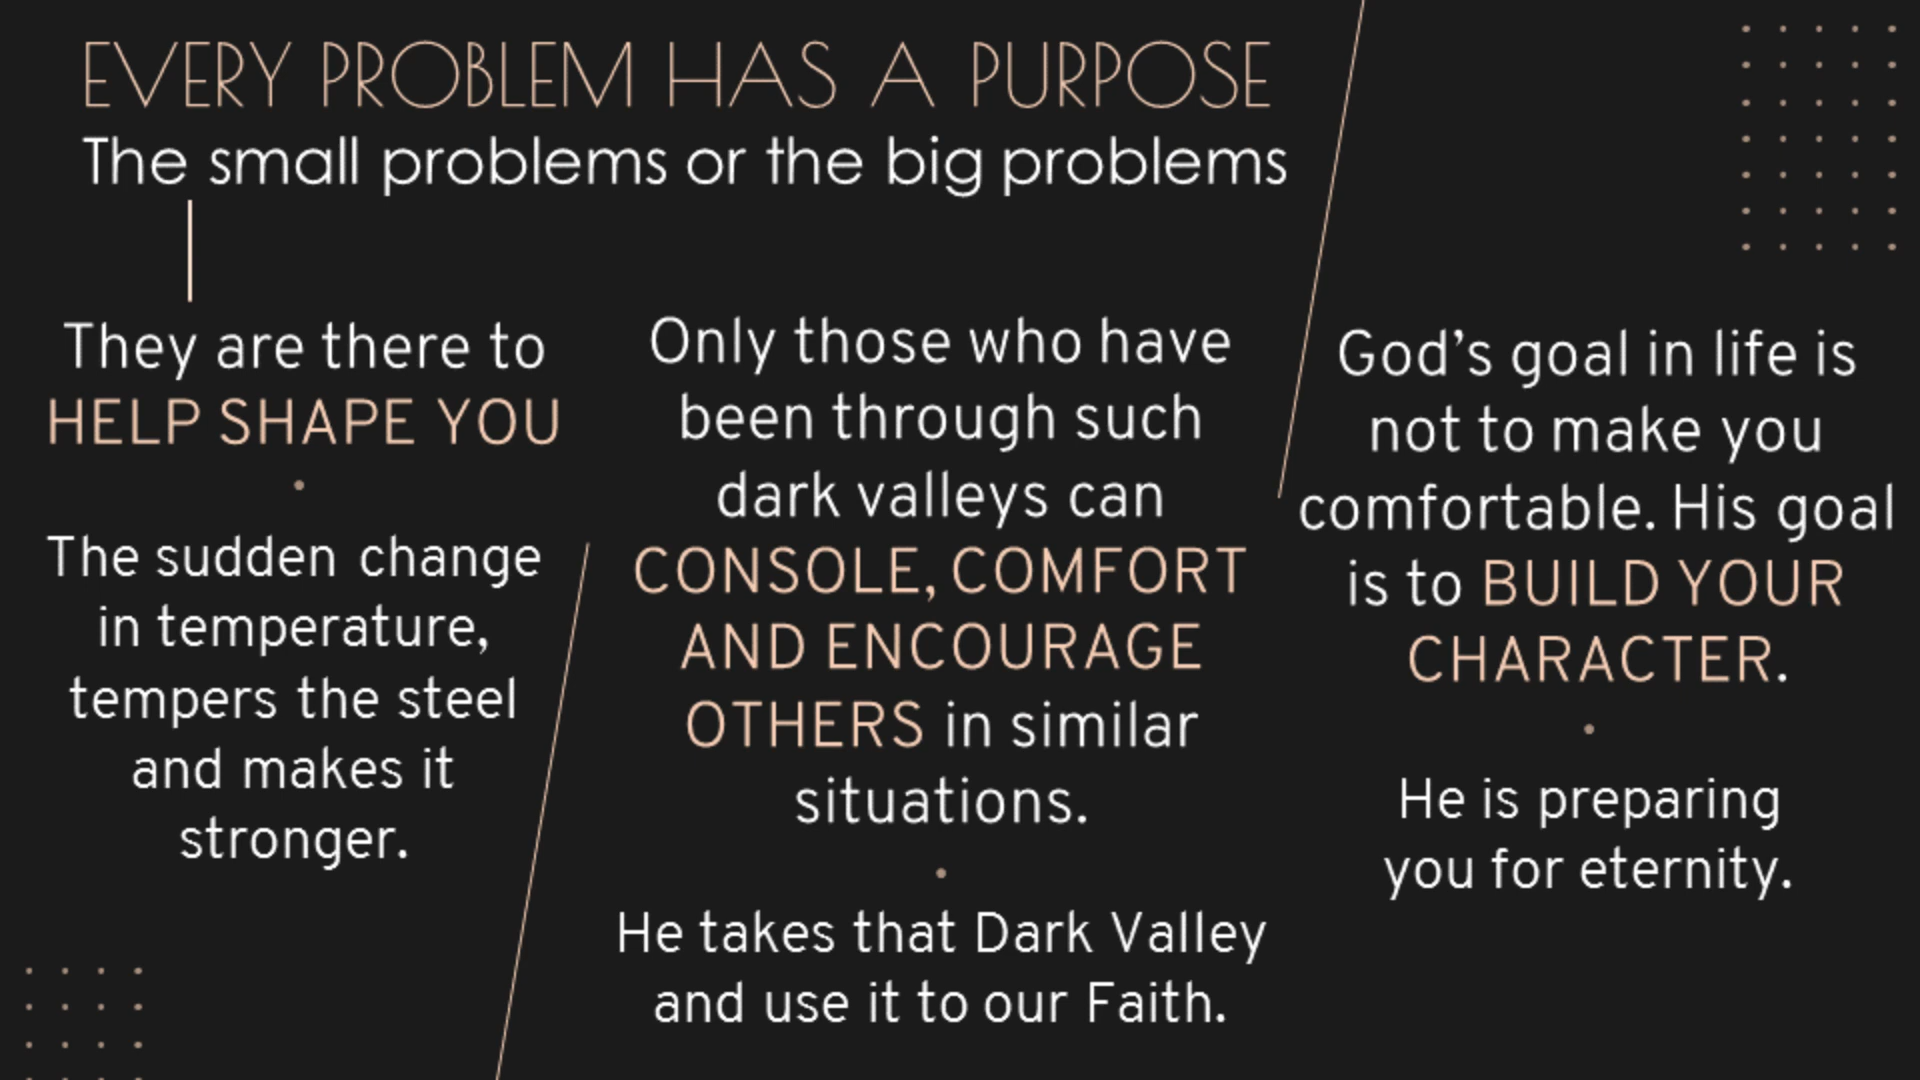 EVERY PROBLEM HAS A PURPOSE
The small problems or the big problems
They are there to
HELP SHAPE YOU
The sudden change
in temperature,
tempers the steel
and makes it
stronger.
Only those who have
been through such
dark valleys can
CONSOLE, COMFORT
AND ENCOURAGE
OTHERS in similar
situations.
He takes that Dark Valley
and use it to our Faith.
God’s goal in life is
not to make you
comfortable. His goal
is to BUILD YOUR
CHARACTER.
He is preparing
you for eternity.